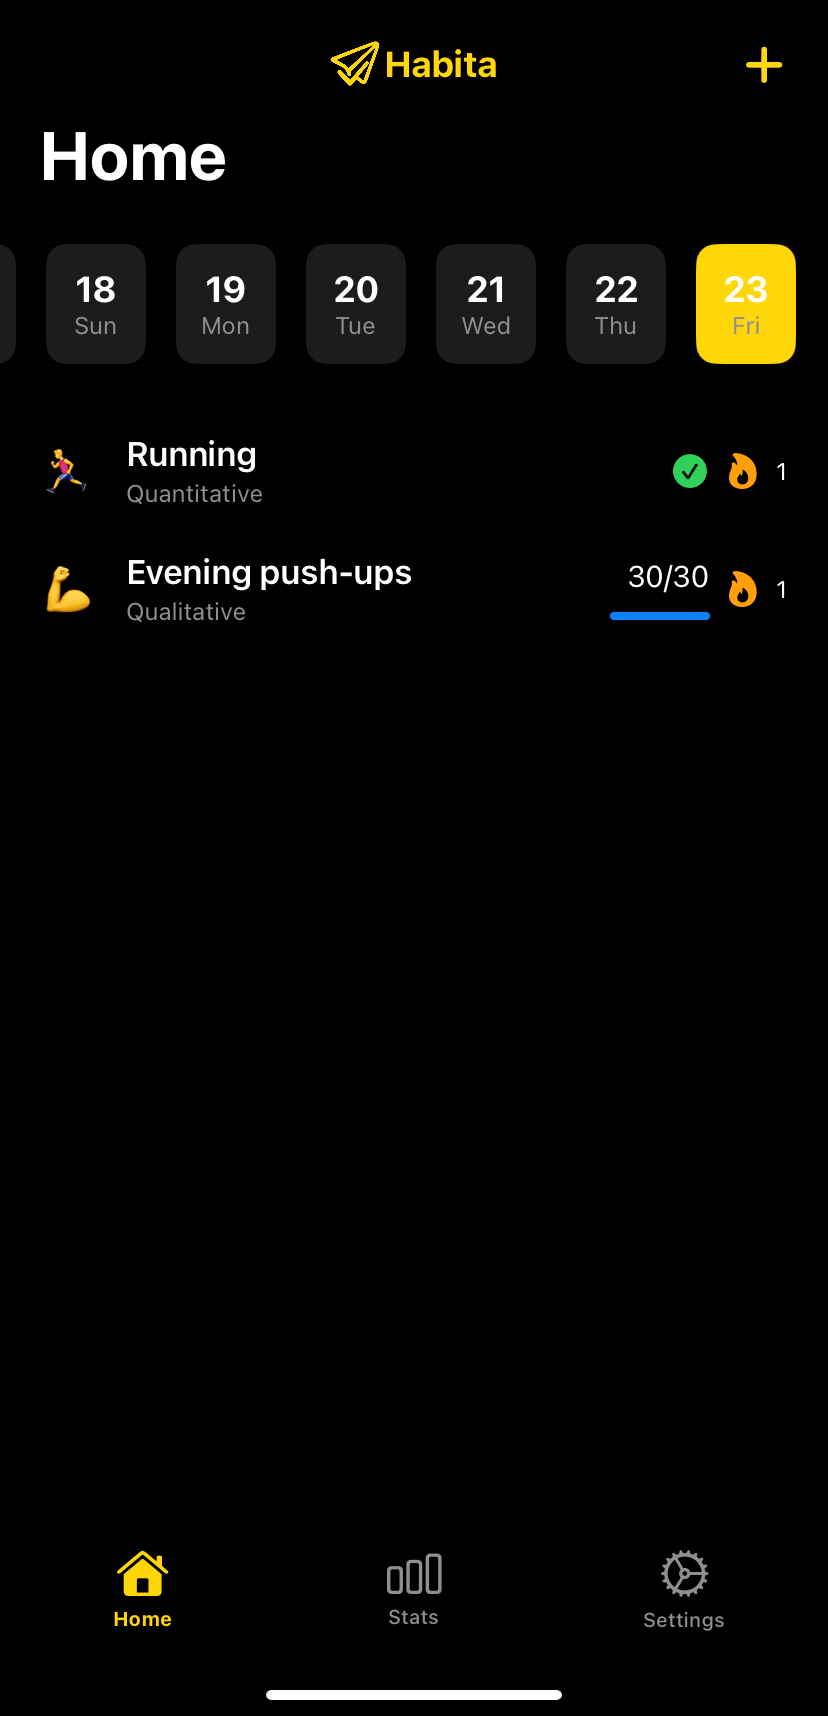 Habita
Home
18 19 20 21 22 23
Sun Mon Tue Wed Thu Fri
Running
Quantitative
1
Evening push-ups
Qualitative
30/30
1
Home Stats Settings